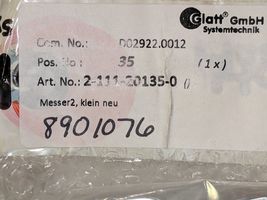 Glatt® GmbH
Systemtechnik
Com. No.: D02922.0012
Pos. No.: 35 (1x)
Art. No.: 2-111-20135-0 ()
Messer2, klein neu
8901076